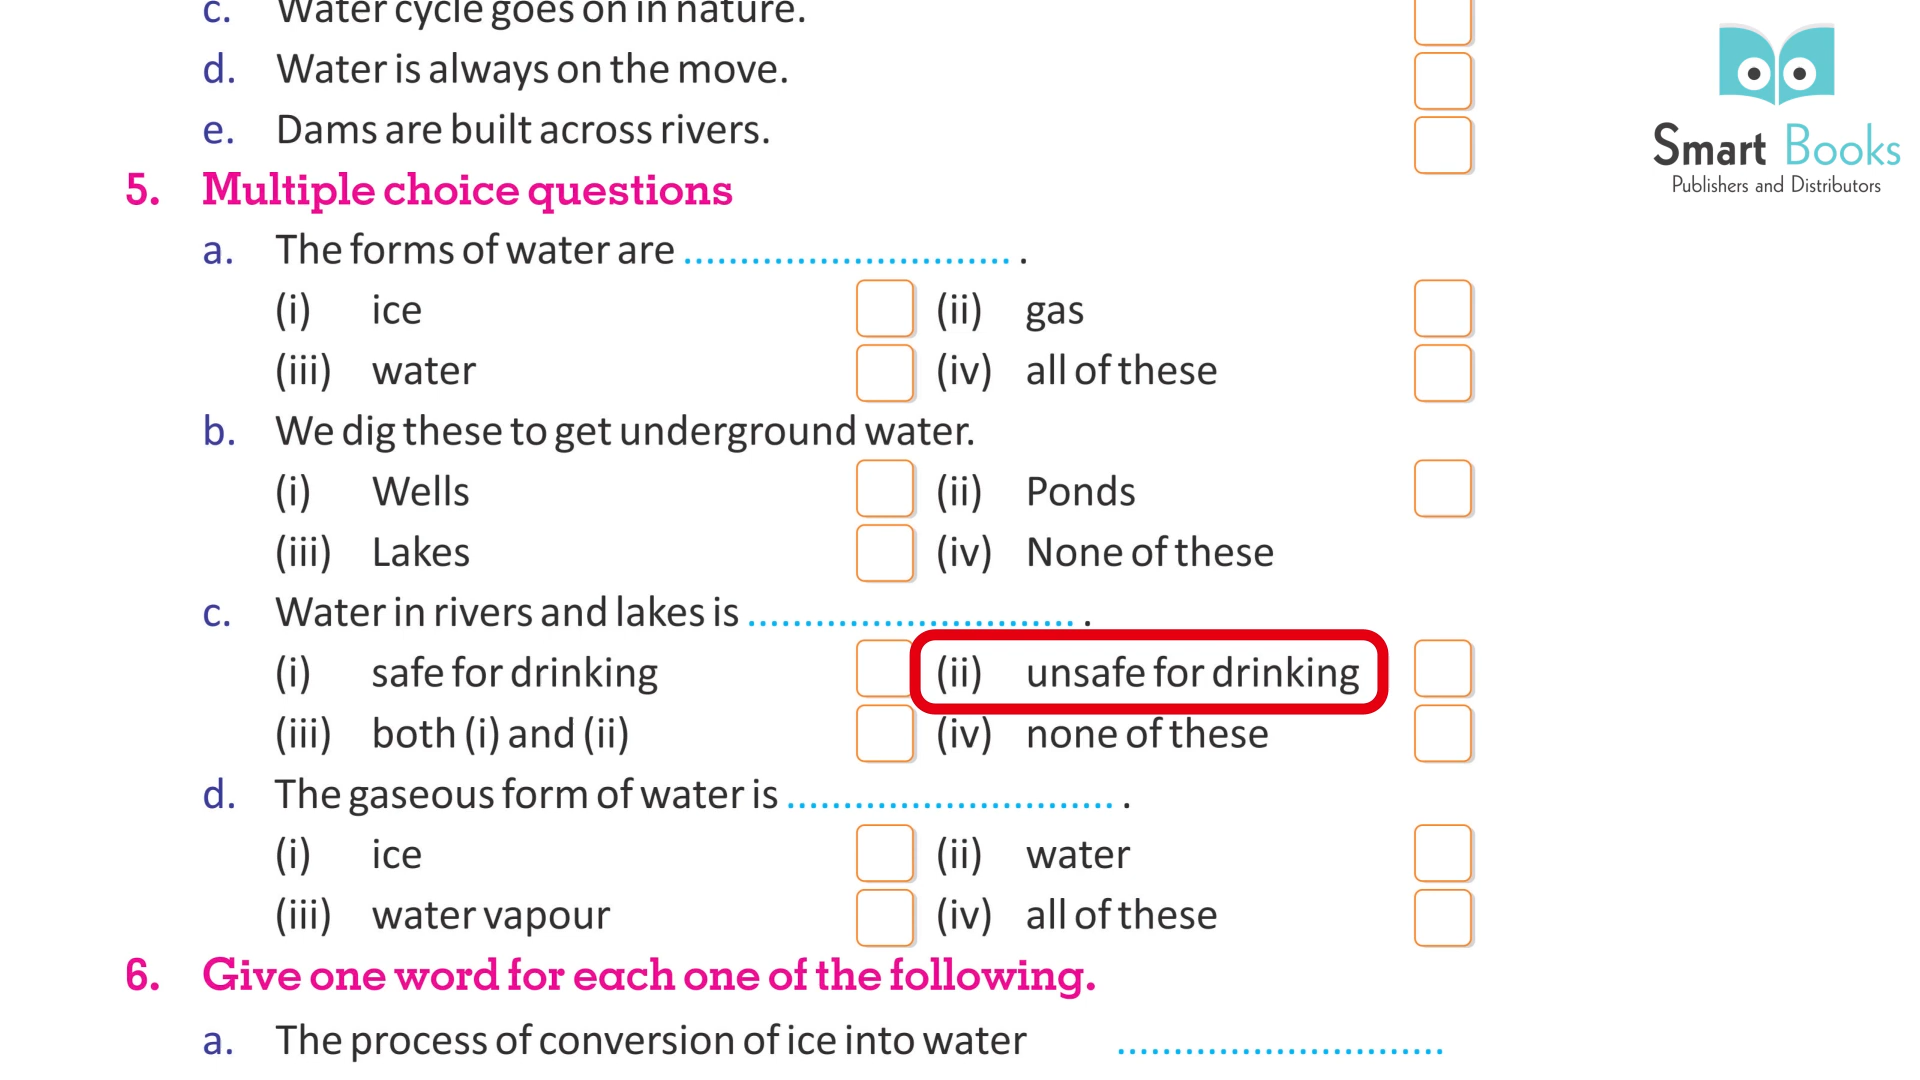 c. Water cycle goes on in nature.
d. Water is always on the move.
e. Dams are built across rivers.
Smart Books
Publishers and Distributors
5. Multiple choice questions
a. The forms of water are ............................ .
(i) ice (ii) gas
(iii) water (iv) all of these
b. We dig these to get underground water.
(i) Wells (ii) Ponds
(iii) Lakes (iv) None of these
c. Water in rivers and lakes is ............................ .
(i) safe for drinking (ii) unsafe for drinking
(iii) both (i) and (ii) (iv) none of these
d. The gaseous form of water is ............................ .
(i) ice (ii) water
(iii) water vapour (iv) all of these
6. Give one word for each one of the following.
a. The process of conversion of ice into water ............................